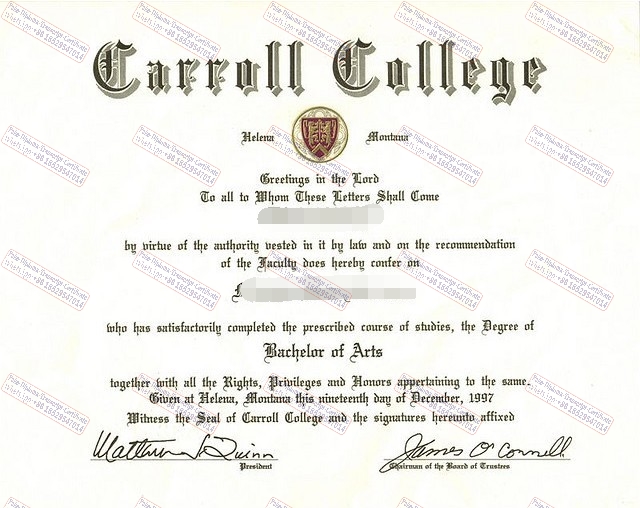 Carroll College
Helena Montana
Greetings in the Lord
To all to Whom These Letters Shall Come
by virtue of the authority vested in it by law and on the recommendation
of the Faculty does hereby confer on
who has satisfactorily completed the prescribed course of studies, the Degree of
Bachelor of Arts
together with all the Rights, Privileges and Honors appertaining to the same.
Given at Helena, Montana this nineteenth day of December, 1997
Witness the Seal of Carroll College and the signatures hereunto affixed
Matthew J. Quinn
James O'Connell
President
Chairman of the Board of Trustees